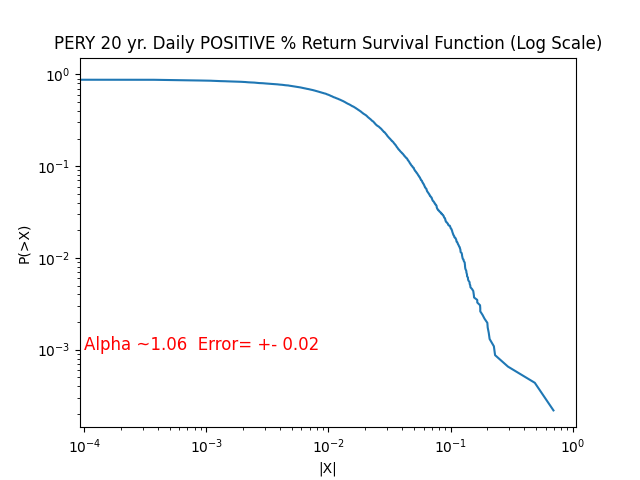 PERY 20 yr. Daily POSITIVE % Return Survival Function (Log Scale)
10⁰
10⁻¹
10⁻²
10⁻³
P(>X)
Alpha ~1.06  Error= +- 0.02
10⁻⁴ 10⁻³ 10⁻² 10⁻¹ 10⁰
|X|